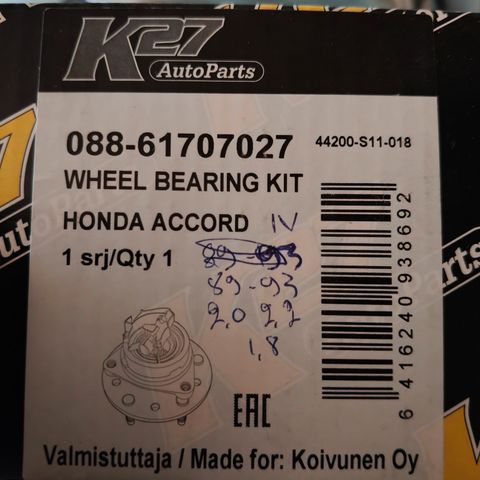 K27
AutoParts
088-61707027 44200-S11-018
WHEEL BEARING KIT
HONDA ACCORD IV
1 srj/Qty 1 89-93
89-93
2,0 2,2
1,8
EAC
Valmistuttaja / Made for: Koivunen Oy
6 416240 938692
AutoParts